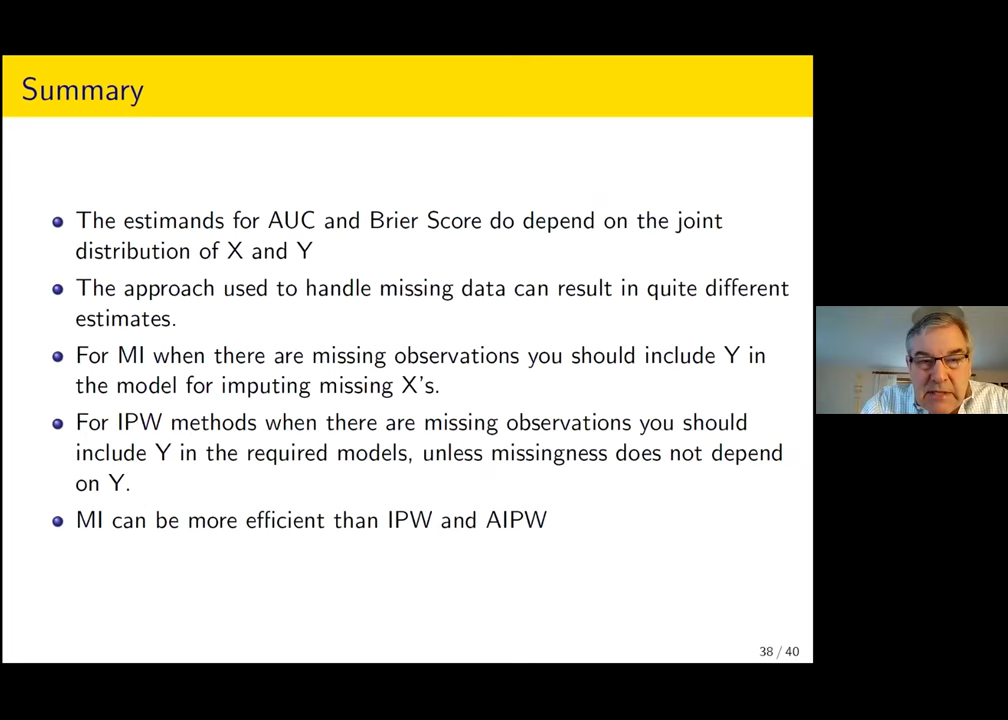 Summary
The estimands for AUC and Brier Score do depend on the joint
distribution of X and Y
The approach used to handle missing data can result in quite different
estimates.
For MI when there are missing observations you should include Y in
the model for imputing missing X's.
For IPW methods when there are missing observations you should
include Y in the required models, unless missingness does not depend
on Y.
MI can be more efficient than IPW and AIPW
38 / 40